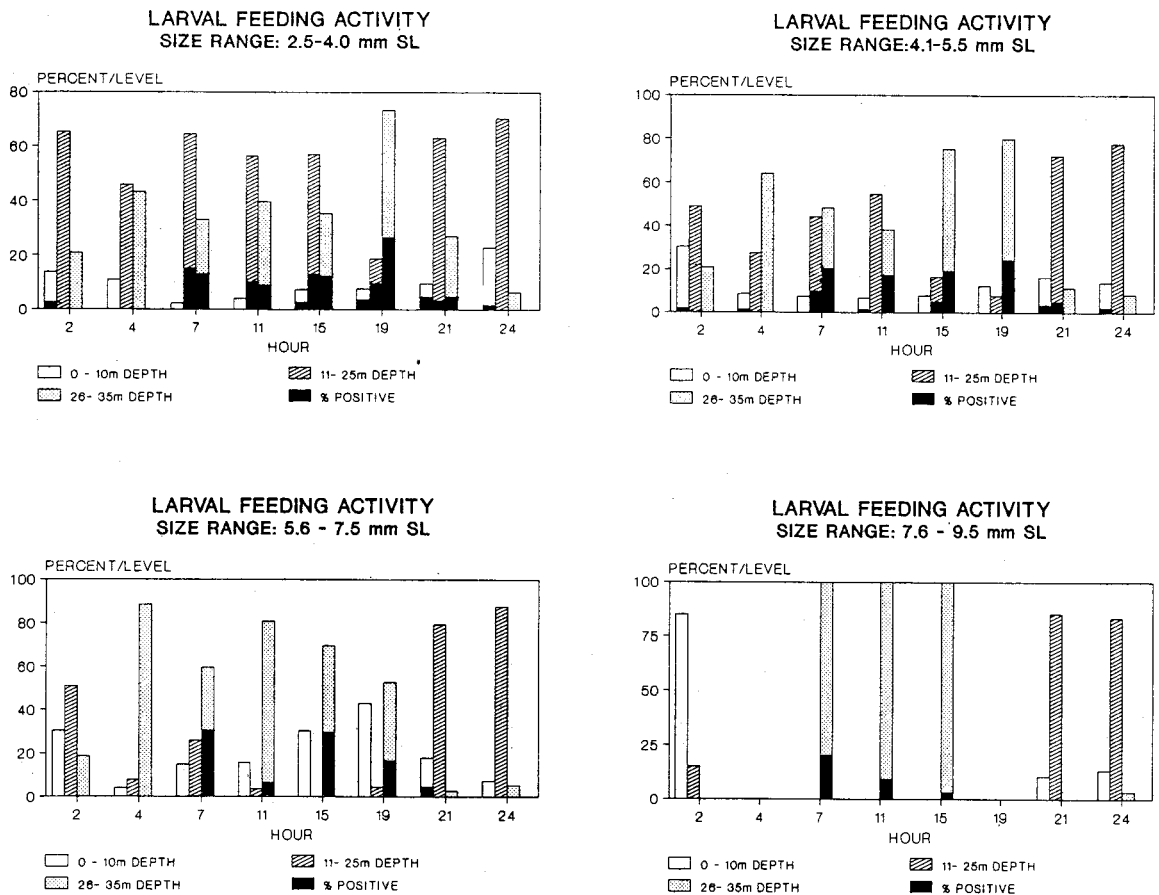 LARVAL FEEDING ACTIVITY
SIZE RANGE: 2.5-4.0 mm SL
PERCENT/LEVEL
80
60
40
20
0
2 4 7 11 15 19 21 24
HOUR
0 - 10m DEPTH 11- 25m DEPTH
26- 35m DEPTH % POSITIVE
LARVAL FEEDING ACTIVITY
SIZE RANGE:4.1-5.5 mm SL
PERCENT/LEVEL
100
80
60
40
20
0
2 4 7 11 15 19 21 24
HOUR
0 - 10m DEPTH 11- 25m DEPTH
26- 35m DEPTH % POSITIVE
LARVAL FEEDING ACTIVITY
SIZE RANGE: 5.6 - 7.5 mm SL
PERCENT/LEVEL
100
80
60
40
20
0
2 4 7 11 15 19 21 24
HOUR
0 - 10m DEPTH 11- 25m DEPTH
26- 35m DEPTH % POSITIVE
LARVAL FEEDING ACTIVITY
SIZE RANGE: 7.6 - 9.5 mm SL
PERCENT/LEVEL
100
75
50
25
0
2 4 7 11 15 19 21 24
HOUR
0 - 10m DEPTH 11- 25m DEPTH
26- 35m DEPTH % POSITIVE